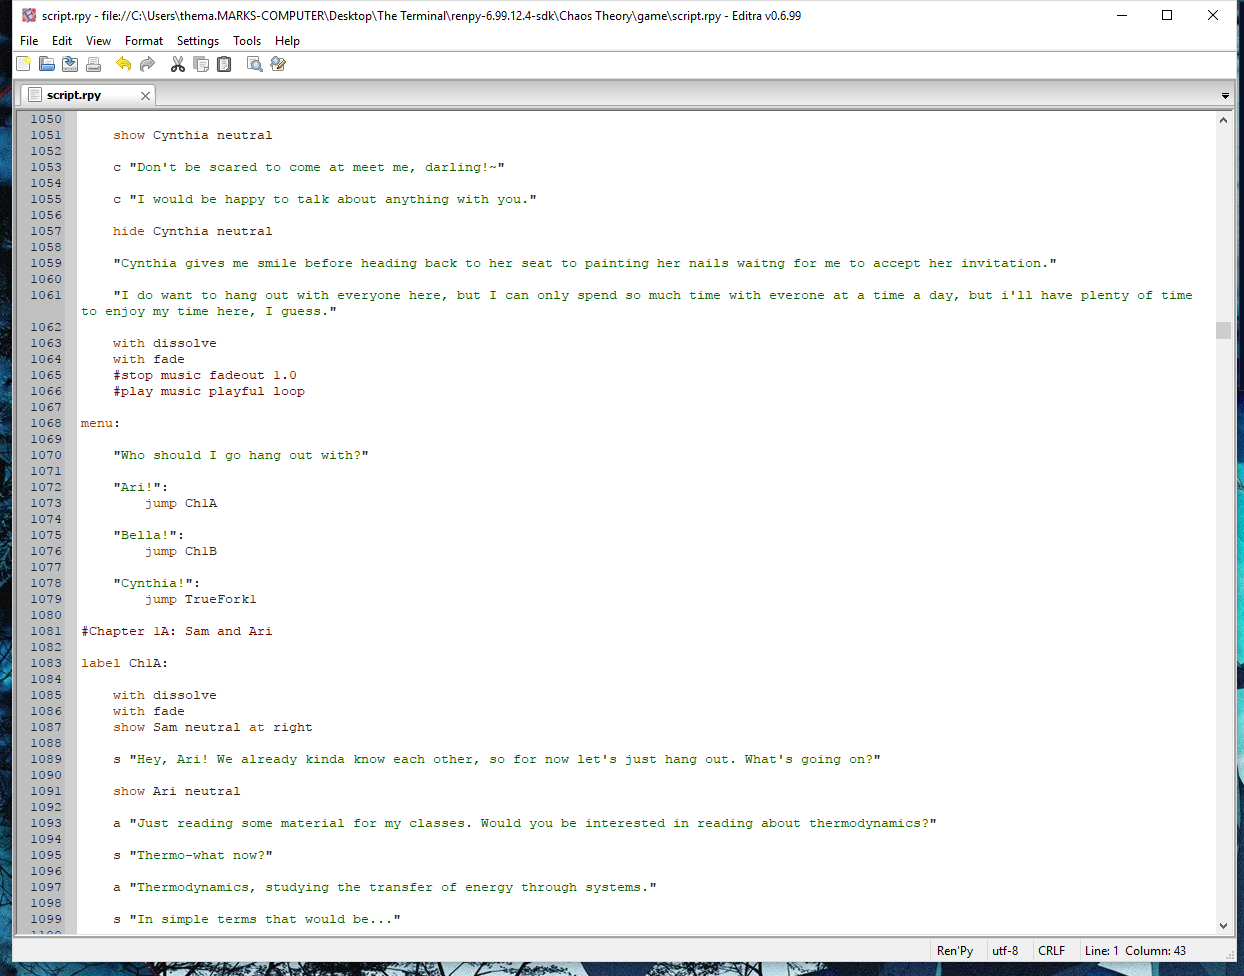 script.rpy - file://C:\Users\thema.MARKS-COMPUTER\Desktop\The Terminal\renpy-6.99.12.4-sdk\Chaos Theory\game\script.rpy - Editra v0.6.99
File Edit View Format Settings Tools Help
script.rpy
1050
1051 show Cynthia neutral
1052
1053 c "Don't be scared to come at meet me, darling!~"
1054
1055 c "I would be happy to talk about anything with you."
1056
1057 hide Cynthia neutral
1058
1059 "Cynthia gives me smile before heading back to her seat to painting her nails waitng for me to accept her invitation."
1060
1061 "I do want to hang out with everyone here, but I can only spend so much time with everone at a time a day, but i'll have plenty of time
to enjoy my time here, I guess."
1062
1063 with dissolve
1064 with fade
1065 #stop music fadeout 1.0
1066 #play music playful loop
1067
1068 menu:
1069
1070 "Who should I go hang out with?"
1071
1072 "Ari!":
1073 jump Ch1A
1074
1075 "Bella!":
1076 jump Ch1B
1077
1078 "Cynthia!":
1079 jump TrueFork1
1080
1081 #Chapter 1A: Sam and Ari
1082
1083 label Ch1A:
1084
1085 with dissolve
1086 with fade
1087 show Sam neutral at right
1088
1089 s "Hey, Ari! We already kinda know each other, so for now let's just hang out. What's going on?"
1090
1091 show Ari neutral
1092
1093 a "Just reading some material for my classes. Would you be interested in reading about thermodynamics?"
1094
1095 s "Thermo-what now?"
1096
1097 a "Thermodynamics, studying the transfer of energy through systems."
1098
1099 s "In simple terms that would be..."
Ren'Py utf-8 CRLF Line: 1 Column: 43